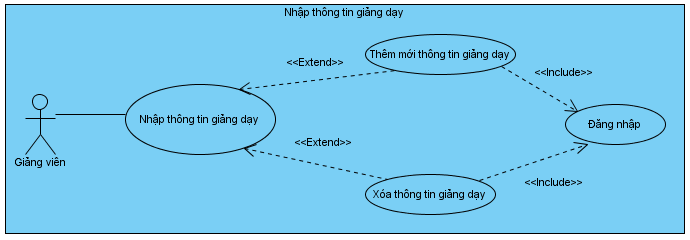 Nhập thông tin giảng dạy
Thêm mới thông tin giảng dạy
<<Extend>>
<<Include>>
Nhập thông tin giảng dạy
Đăng nhập
<<Extend>>
Giảng viên
<<Include>>
Xóa thông tin giảng dạy